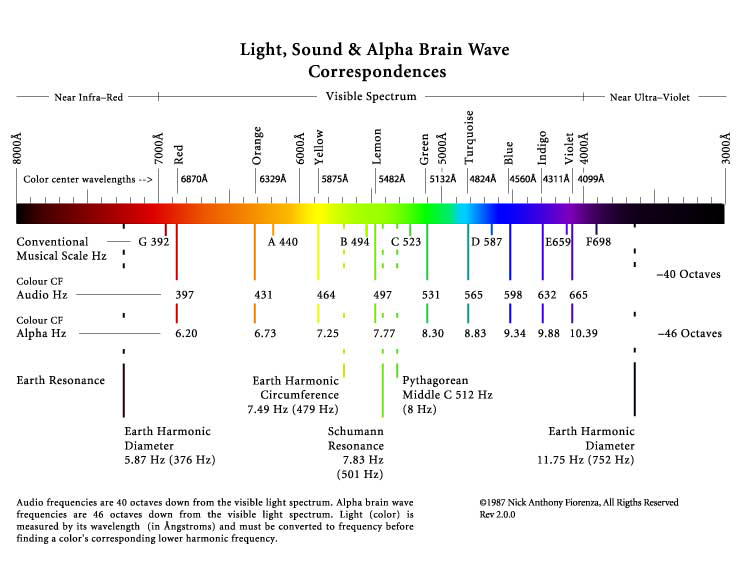 Light, Sound & Alpha Brain Wave
Correspondences
Near Infra–Red
Visible Spectrum
Near Ultra–Violet
8000Å
7000Å
Red
Orange
6000Å
Yellow
Lemon
Green
5000Å
Turquoise
Blue
Indigo
Violet
4000Å
3000Å
Color center wavelengths --> 6870Å 6329Å 5875Å 5482Å 5132Å 4824Å 4560Å 4311Å 4099Å
Conventional
Musical Scale Hz
G 392 A 440 B 494 C 523 D 587 E659 F698
–40 Octaves
Colour CF
Audio Hz 397 431 464 497 531 565 598 632 665
Colour CF
Alpha Hz 6.20 6.73 7.25 7.77 8.30 8.83 9.34 9.88 10.39 –46 Octaves
Earth Resonance
Earth Harmonic
Circumference
7.49 Hz (479 Hz)
Pythagorean
Middle C 512 Hz
(8 Hz)
Earth Harmonic
Diameter
5.87 Hz (376 Hz)
Schumann
Resonance
7.83 Hz
(501 Hz)
Earth Harmonic
Diameter
11.75 Hz (752 Hz)
Audio frequencies are 40 octaves down from the visible light spectrum. Alpha brain wave
frequencies are 46 octaves down from the visible light spectrum. Light (color) is
measured by its wavelength (in Ångstroms) and must be converted to frequency before
finding a color's corresponding lower harmonic frequency.
©1987 Nick Anthony Fiorenza, All Rigths Reserved
Rev 2.0.0